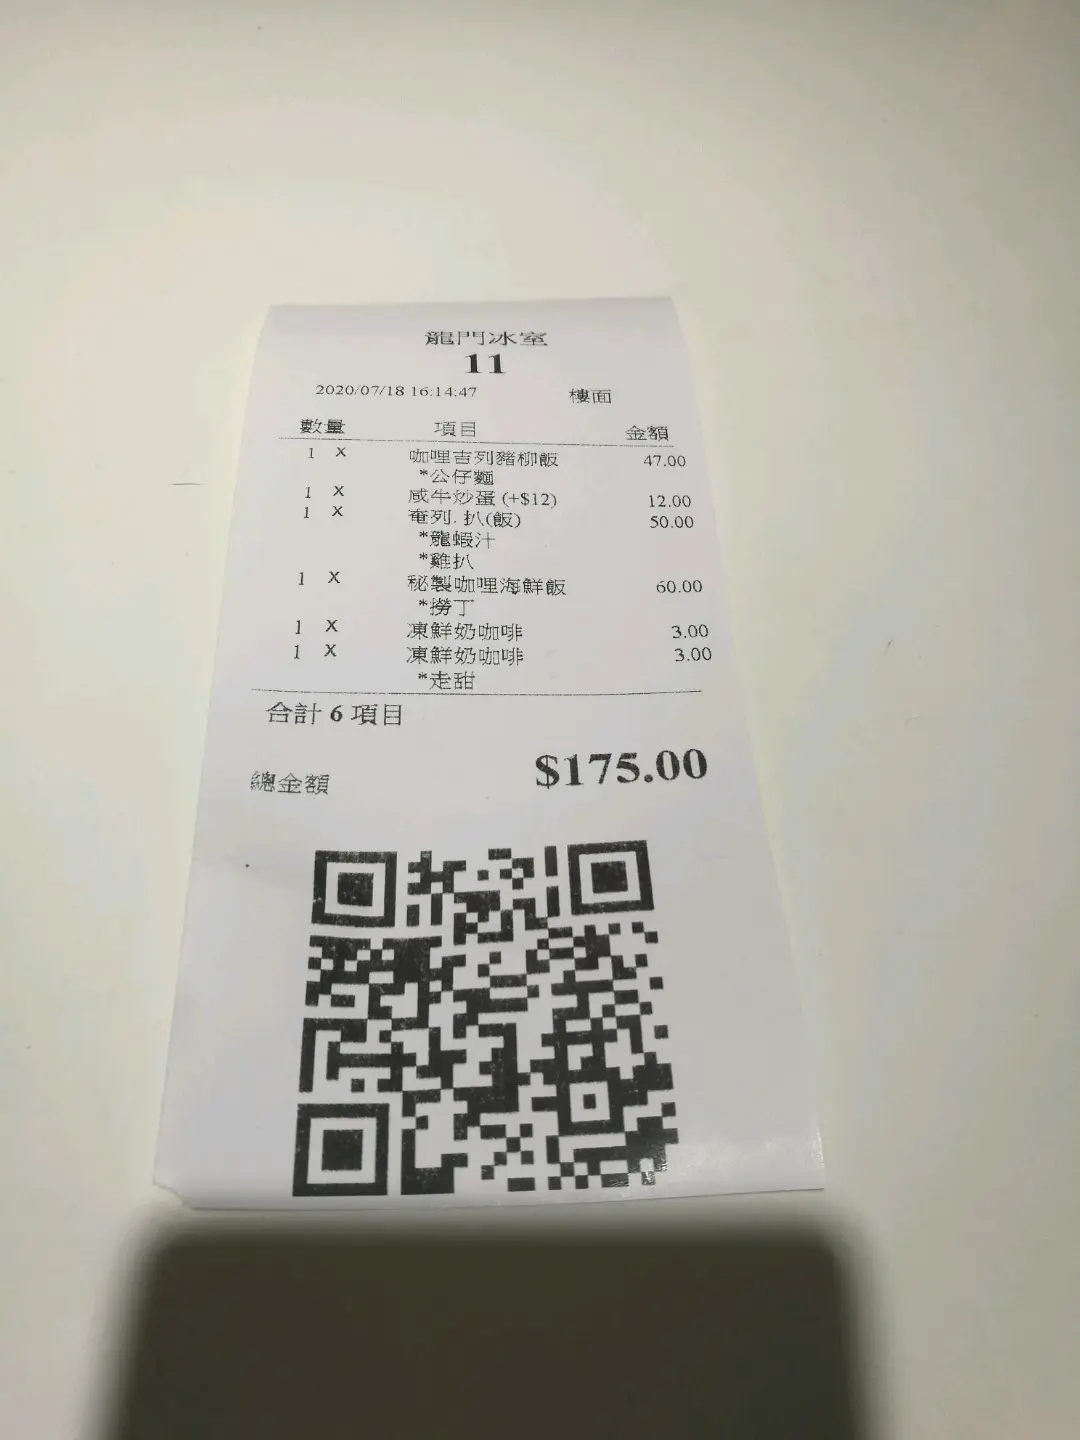 龍門冰室
11
2020/07/18 16:14:47 樓面
數量 項目 金額
1 X 咖哩吉列豬柳飯 47.00
*公仔麵
1 X 咸牛炒蛋 (+$12) 12.00
1 X 奄列. 扒(飯) 50.00
*龍蝦汁
*雞扒
1 X 秘製咖哩海鮮飯 60.00
*撈丁
1 X 凍鮮奶咖啡 3.00
1 X 凍鮮奶咖啡 3.00
*走甜
合計 6 項目
總金額 $175.00